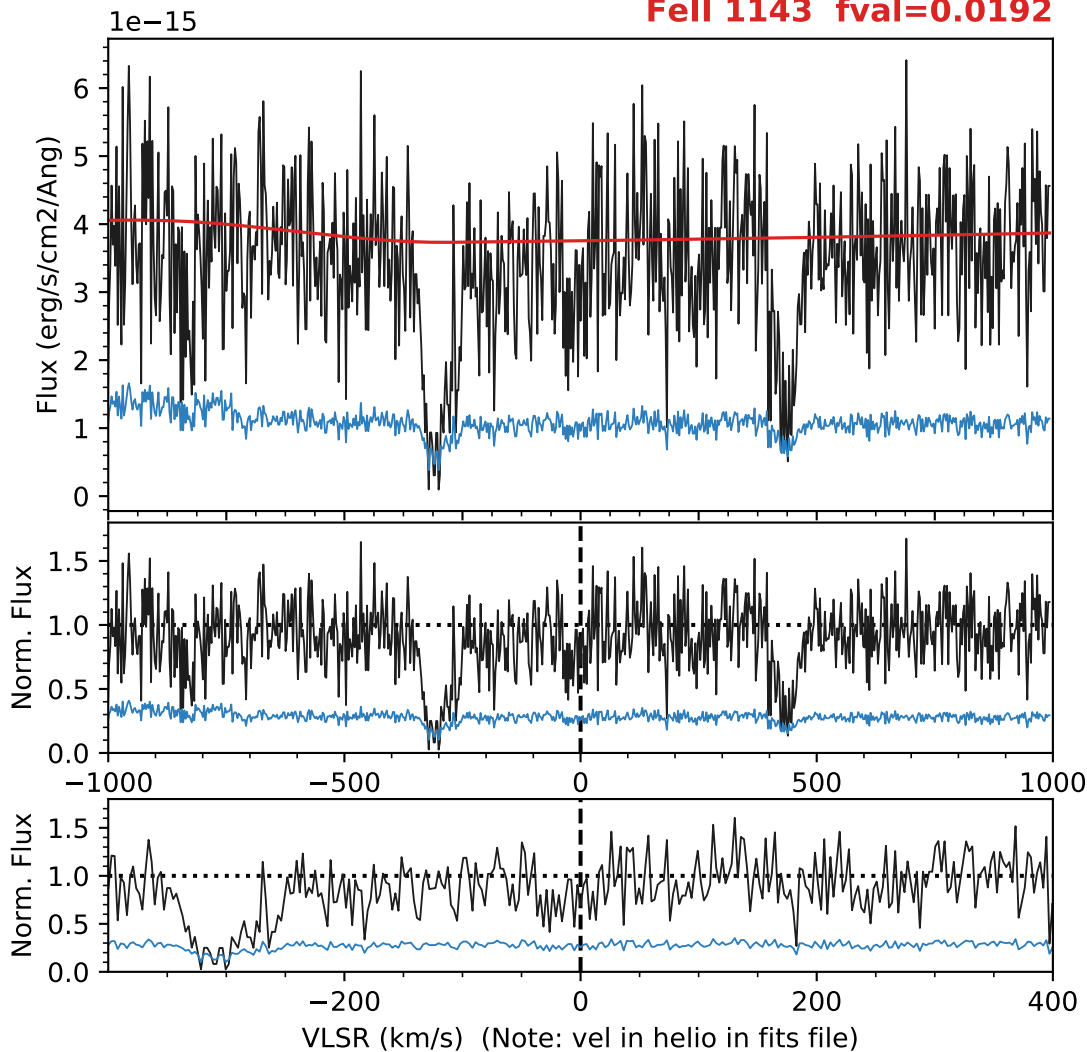 FeII 1143 fval=0.0192
1e−15
Flux (erg/s/cm2/Ang)
6
5
4
3
2
1
0
Norm. Flux
1.5
1.0
0.5
0.0
−1000 −500 0 500 1000
Norm. Flux
1.5
1.0
0.5
0.0
−200 0 200 400
VLSR (km/s) (Note: vel in helio in fits file)